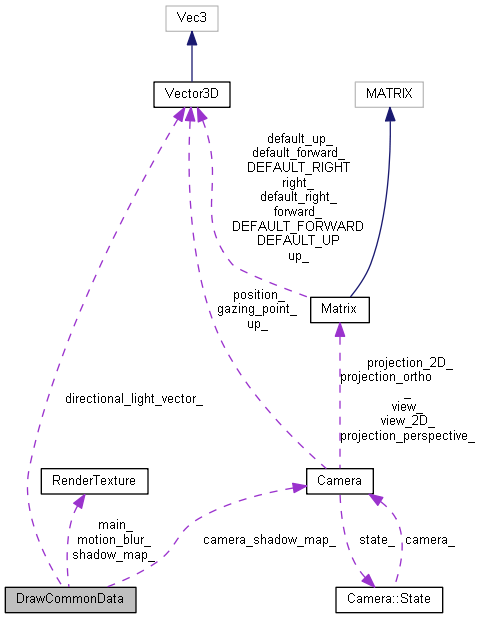 Vec3
Vector3D
MATRIX
default_up_
default_forward_
DEFAULT_RIGHT
right_
default_right_
forward_
DEFAULT_FORWARD
DEFAULT_UP
up_
position_
gazing_point_
up_
Matrix
projection_2D_
projection_ortho
_
view_
view_2D_
projection_perspective_
directional_light_vector_
RenderTexture
Camera
main_
motion_blur_
shadow_map_
camera_shadow_map_
state_
camera_
DrawCommonData
Camera::State